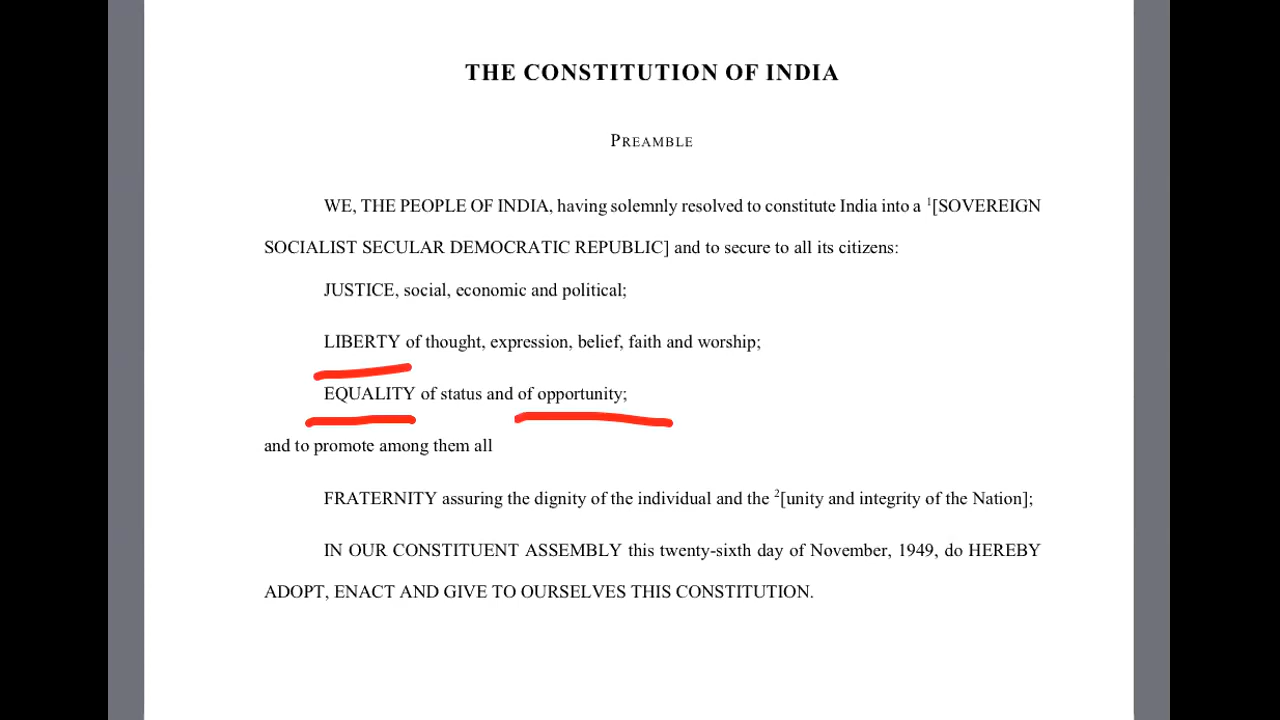 THE CONSTITUTION OF INDIA
PREAMBLE
WE, THE PEOPLE OF INDIA, having solemnly resolved to constitute India into a ¹[SOVEREIGN
SOCIALIST SECULAR DEMOCRATIC REPUBLIC] and to secure to all its citizens:
JUSTICE, social, economic and political;
LIBERTY of thought, expression, belief, faith and worship;
EQUALITY of status and of opportunity;
and to promote among them all
FRATERNITY assuring the dignity of the individual and the ²[unity and integrity of the Nation];
IN OUR CONSTITUENT ASSEMBLY this twenty-sixth day of November, 1949, do HEREBY
ADOPT, ENACT AND GIVE TO OURSELVES THIS CONSTITUTION.